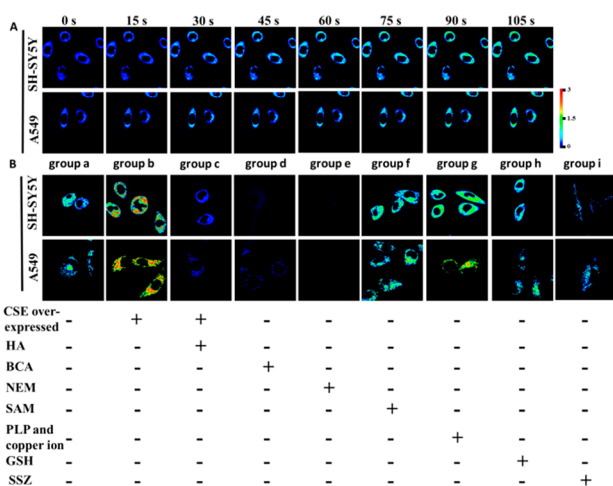 0 s 15 s 30 s 45 s 60 s 75 s 90 s 105 s
A
SH-SY5Y
A549
3
1.5
0
B group a group b group c group d group e group f group g group h group i
SH-SY5Y
A549
CSE over-
expressed - + + - - - - - -
HA - - + - - - - - -
BCA - - - + - - - - -
NEM - - - - + - - - -
SAM - - - - - + - - -
PLP and
copper ion - - - - - - + - -
GSH - - - - - - - + -
SSZ - - - - - - - - +